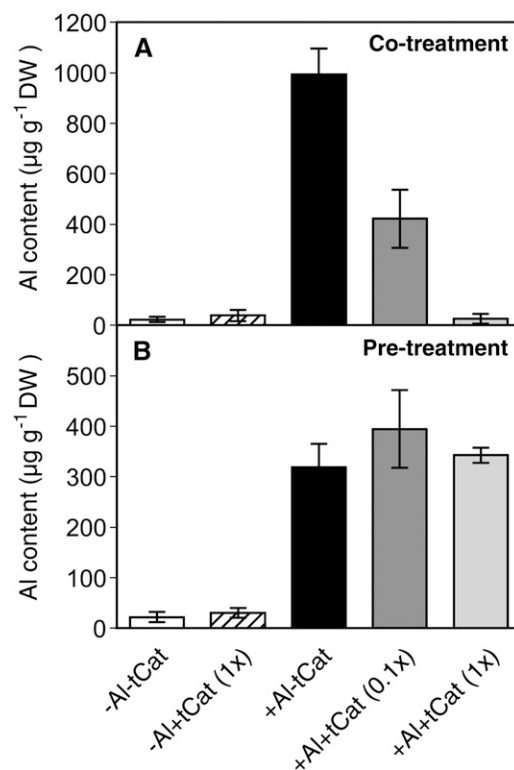 A
Co-treatment
Al content (µg g⁻¹ DW )
1200
1000
800
600
400
200
0
B
Pre-treatment
Al content (µg g⁻¹ DW )
500
400
300
200
100
0
-Al-tCat
-Al+tCat (1x)
+Al-tCat
+Al+tCat (0.1x)
+Al+tCat (1x)